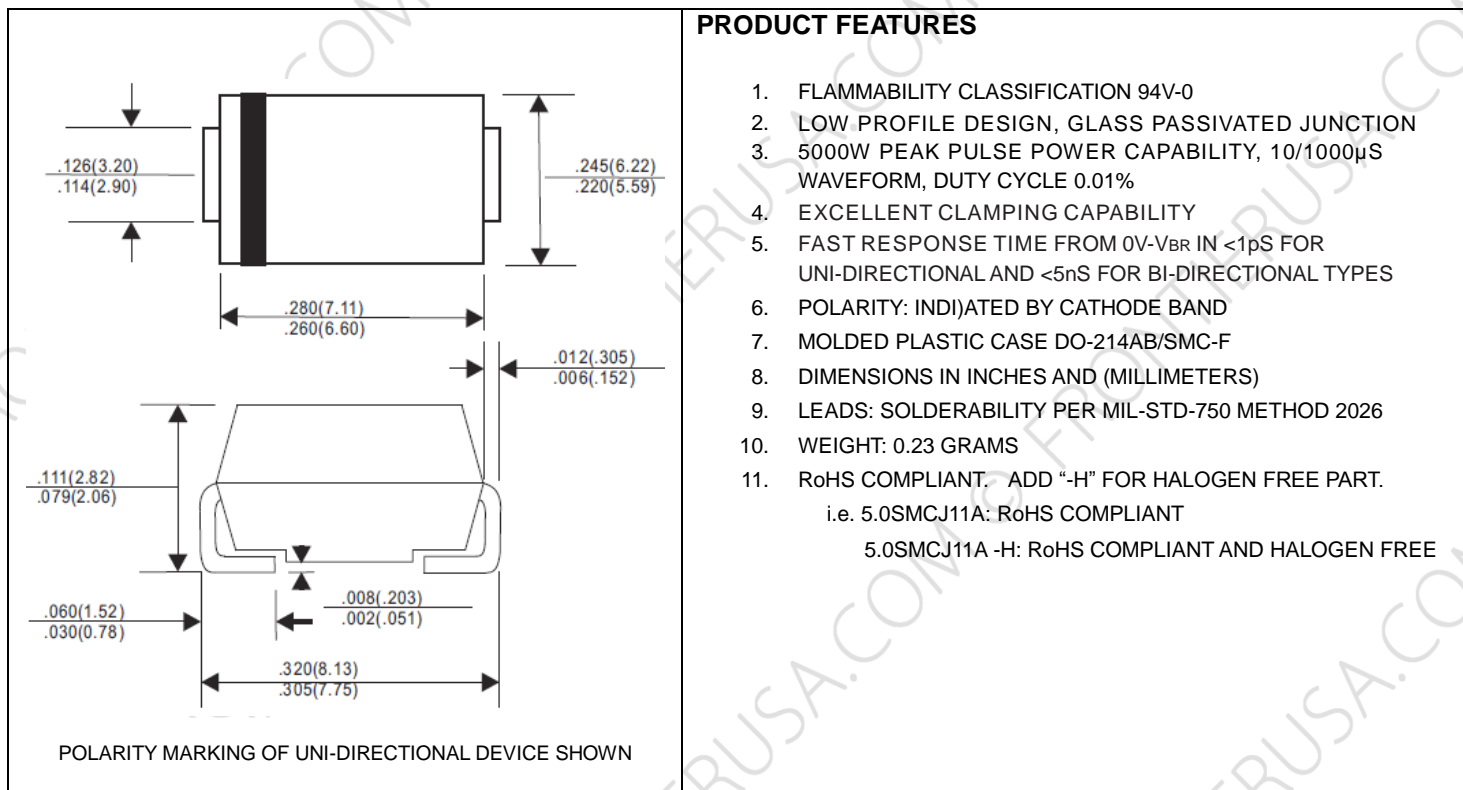 .126(3.20)
.114(2.90)
.245(6.22)
.220(5.59)
.280(7.11)
.260(6.60)
.012(.305)
.006(.152)
.111(2.82)
.079(2.06)
.060(1.52)
.030(0.78)
.008(.203)
.002(.051)
.320(8.13)
.305(7.75)
POLARITY MARKING OF UNI-DIRECTIONAL DEVICE SHOWN
PRODUCT FEATURES
1. FLAMMABILITY CLASSIFICATION 94V-0
2. LOW PROFILE DESIGN, GLASS PASSIVATED JUNCTION
3. 5000W PEAK PULSE POWER CAPABILITY, 10/1000µS
WAVEFORM, DUTY CYCLE 0.01%
4. EXCELLENT CLAMPING CAPABILITY
5. FAST RESPONSE TIME FROM 0V-VBR IN <1pS FOR
UNI-DIRECTIONAL AND <5nS FOR BI-DIRECTIONAL TYPES
6. POLARITY: INDI)ATED BY CATHODE BAND
7. MOLDED PLASTIC CASE DO-214AB/SMC-F
8. DIMENSIONS IN INCHES AND (MILLIMETERS)
9. LEADS: SOLDERABILITY PER MIL-STD-750 METHOD 2026
10. WEIGHT: 0.23 GRAMS
11. RoHS COMPLIANT. ADD “-H” FOR HALOGEN FREE PART.
i.e. 5.0SMCJ11A: RoHS COMPLIANT
5.0SMCJ11A -H: RoHS COMPLIANT AND HALOGEN FREE
.COM © FRONTIERUSA.COM